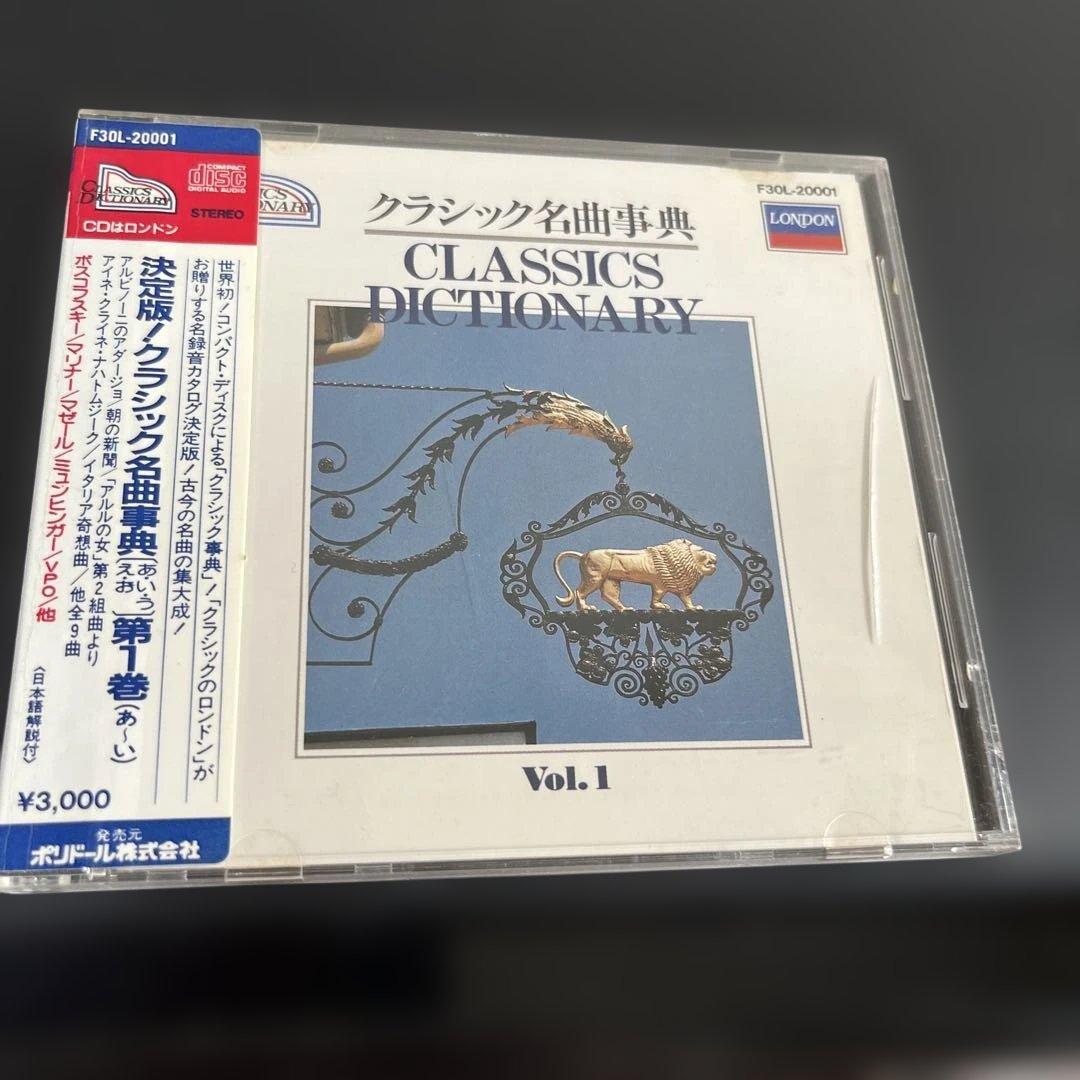 F30L-20001
CLASSICS
DICTIONARY
COMPACT
disc
DIGITAL AUDIO
STEREO
CDはロンドン
世界初!コンパクト・ディスクによる「クラシック事典」!「クラシックのロンドン」が
お贈りする名録音カタログ決定版!古今の名曲の集大成!
決定版!クラシック名曲事典(あ・い・う え・お)第1巻(あ〜い)
アルビノーニのアダージョ/朝の新聞/「アルルの女」第2組曲より
アイネ・クライネ・ナハトムジーク/イタリア奇想曲/他全9曲
ボスコフスキー/マリナー/マゼール/ミュンヒンガー/VPO/他
〈日本語解説付〉
¥3,000
発売元
ポリドール株式会社
ICS
ONARY
クラシック名曲事典
CLASSICS
DICTIONARY
F30L-20001
LONDON
Vol.1